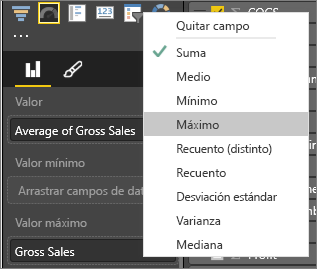 ...
Valor
Average of Gross Sales
Valor mínimo
Arrastrar campos de dat
Valor máximo
Gross Sales
Quitar campo
Suma
Medio
Mínimo
Máximo
Recuento (distinto)
Recuento
Desviación estándar
Varianza
Mediana
COGS